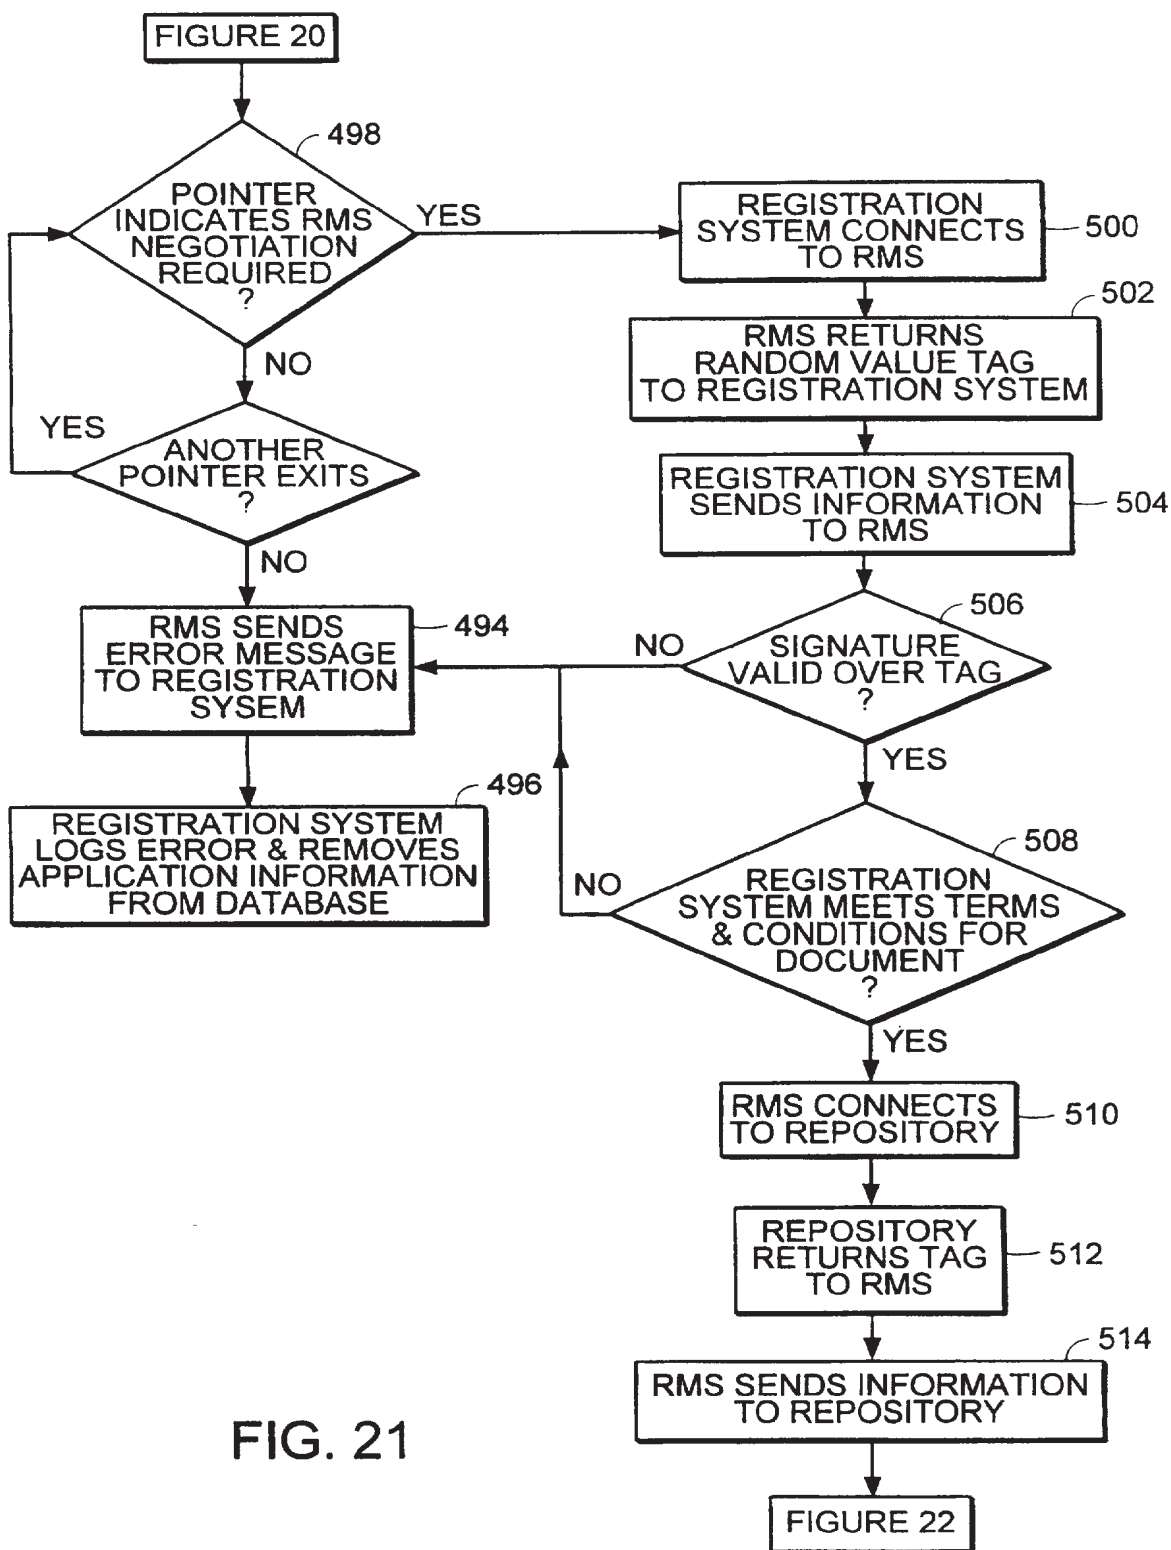 FIGURE 20
498
POINTER
INDICATES RMS
NEGOTIATION
REQUIRED
?
YES
NO
YES
ANOTHER
POINTER EXITS
?
NO
RMS SENDS
ERROR MESSAGE
TO REGISTRATION
SYSEM
494
REGISTRATION SYSTEM
LOGS ERROR & REMOVES
APPLICATION INFORMATION
FROM DATABASE
496
REGISTRATION
SYSTEM CONNECTS
TO RMS
500
502
RMS RETURNS
RANDOM VALUE TAG
TO REGISTRATION SYSTEM
REGISTRATION SYSTEM
SENDS INFORMATION
TO RMS
504
506
SIGNATURE
VALID OVER TAG
?
NO
YES
508
REGISTRATION
SYSTEM MEETS TERMS
& CONDITIONS FOR
DOCUMENT
?
NO
YES
RMS CONNECTS
TO REPOSITORY
510
REPOSITORY
RETURNS TAG
TO RMS
512
514
RMS SENDS INFORMATION
TO REPOSITORY
FIGURE 22
FIG. 21